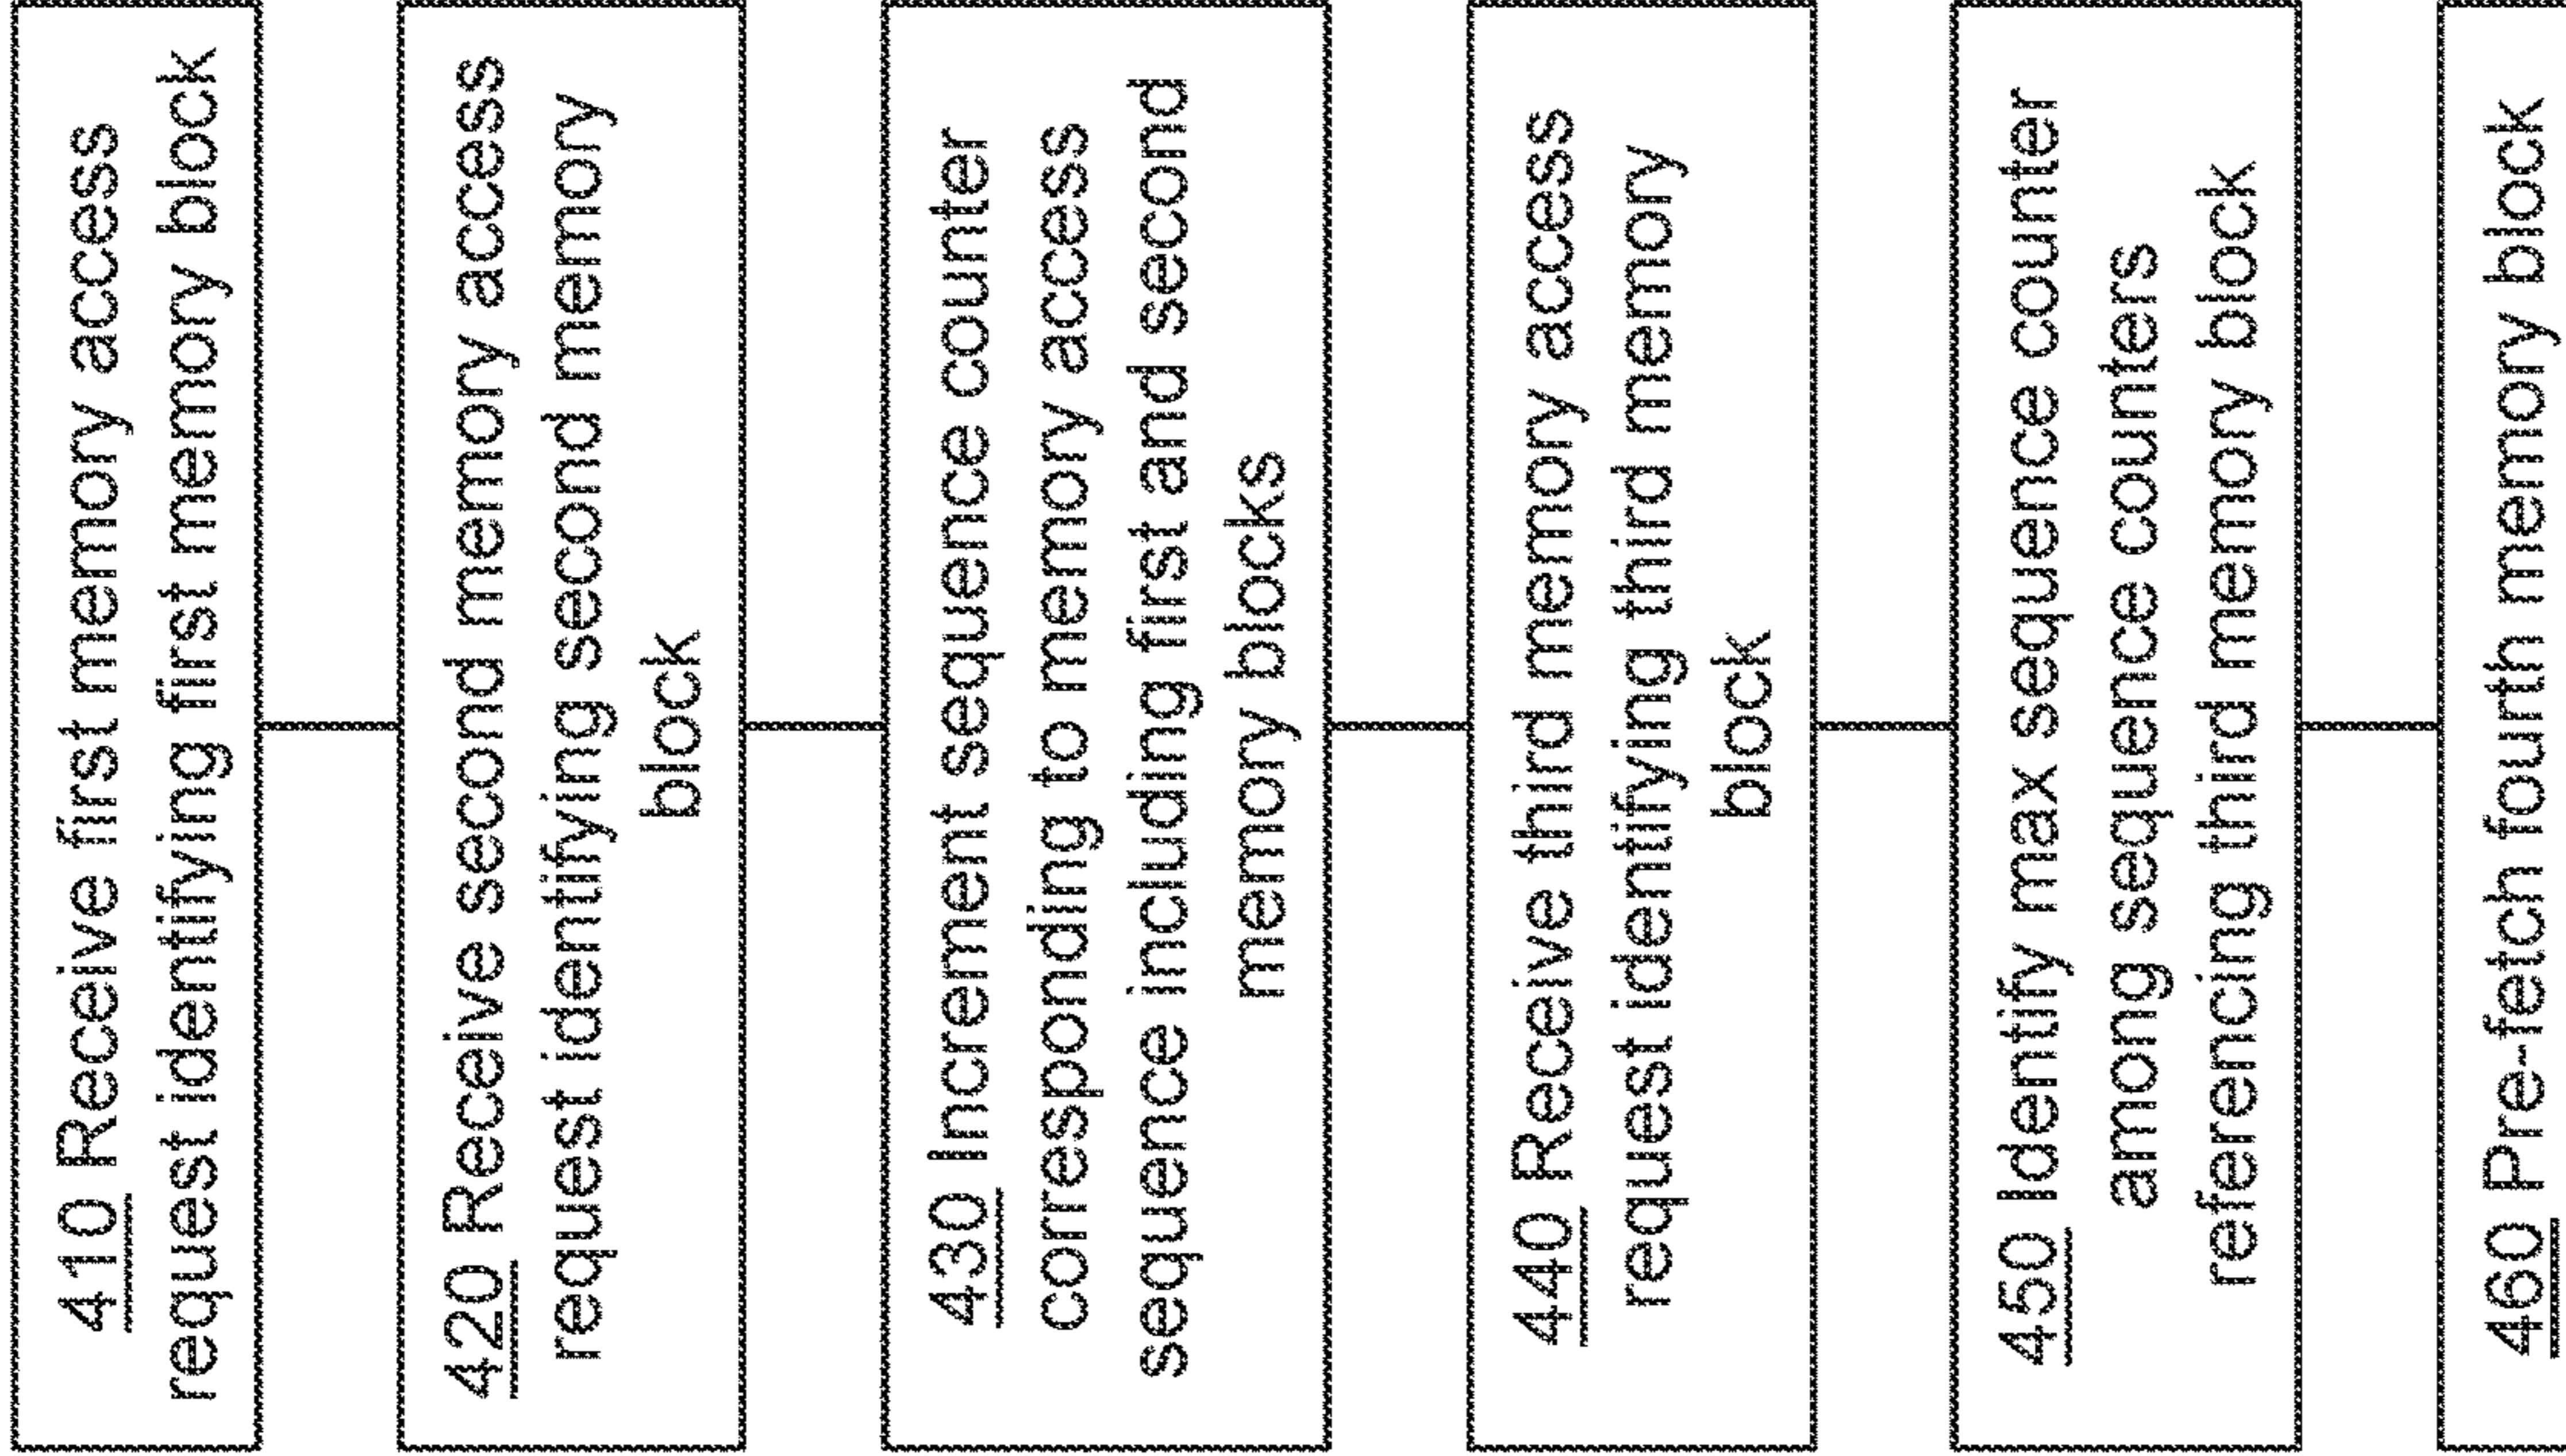 410 Receive first memory access
request identifying first memory block
420 Receive second memory access
request identifying second memory
block
430 Increment sequence counter
corresponding to memory access
sequence including first and second
memory blocks
440 Receive third memory access
request identifying third memory
block
450 Identify max sequence counter
among sequence counters
referencing third memory block
460 Pre-fetch fourth memory block